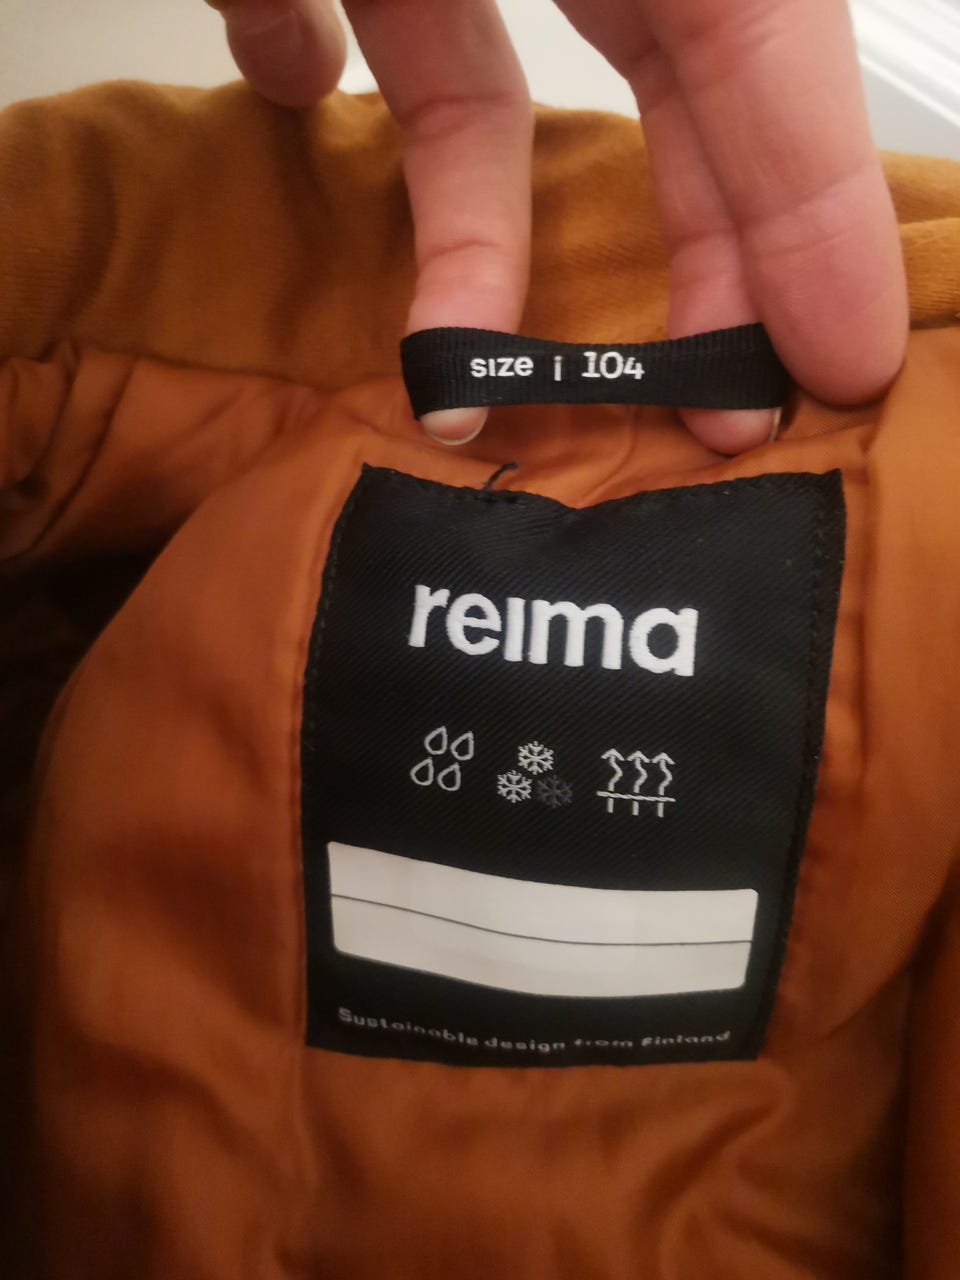 size | 104
reima
Sustainable design from Finland